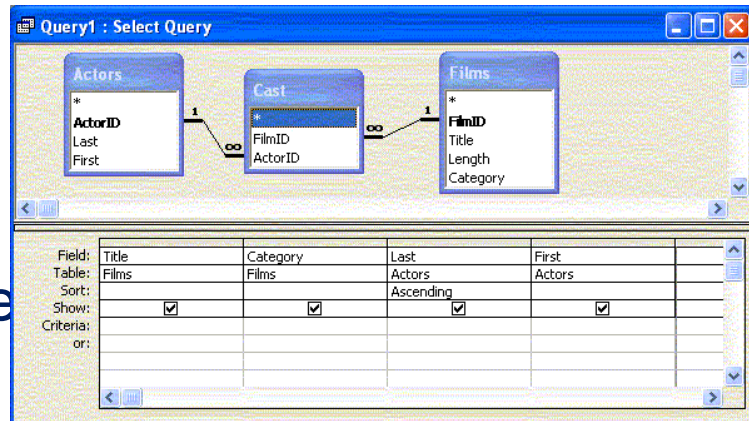 Query1 : Select Query
Actors
*
ActorID
Last
First
1
∞
Cast
*
FilmID
ActorID
∞
1
Films
*
FilmID
Title
Length
Category
Field: Title Category Last First
Table: Films Films Actors Actors
Sort: Ascending
Show:
Criteria:
or:
e